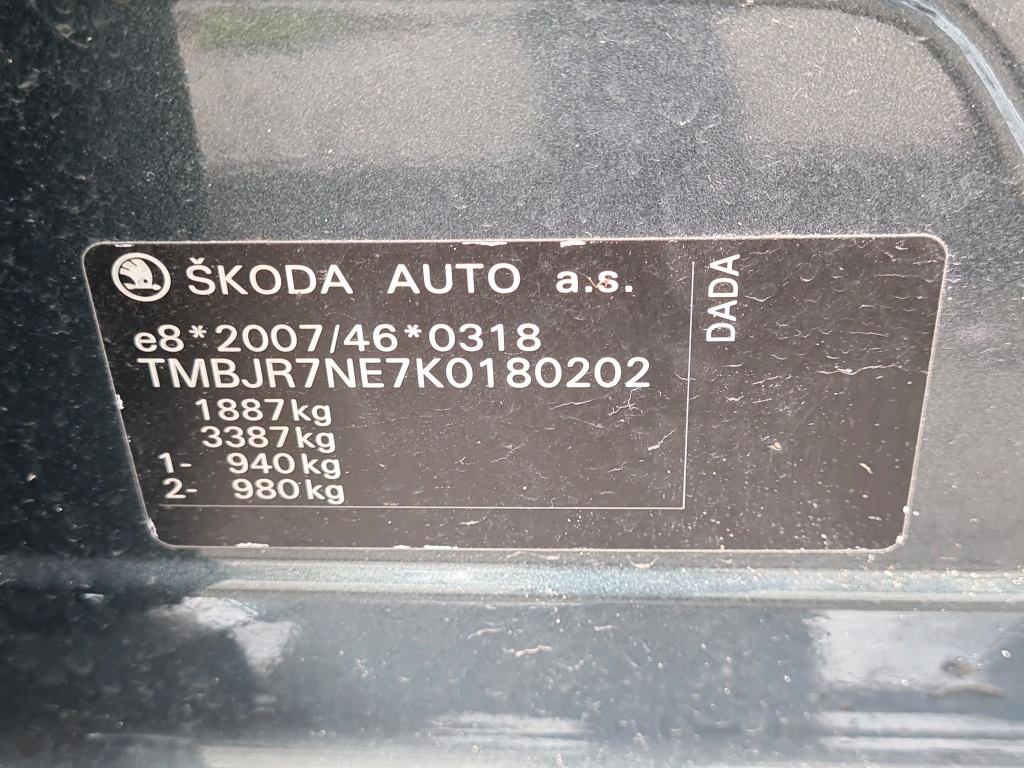 ŠKODA AUTO a.s.
e8*2007/46*0318
TMBJR7NE7K0180202
1887kg
3387kg
1- 940kg
2- 980kg
DADA